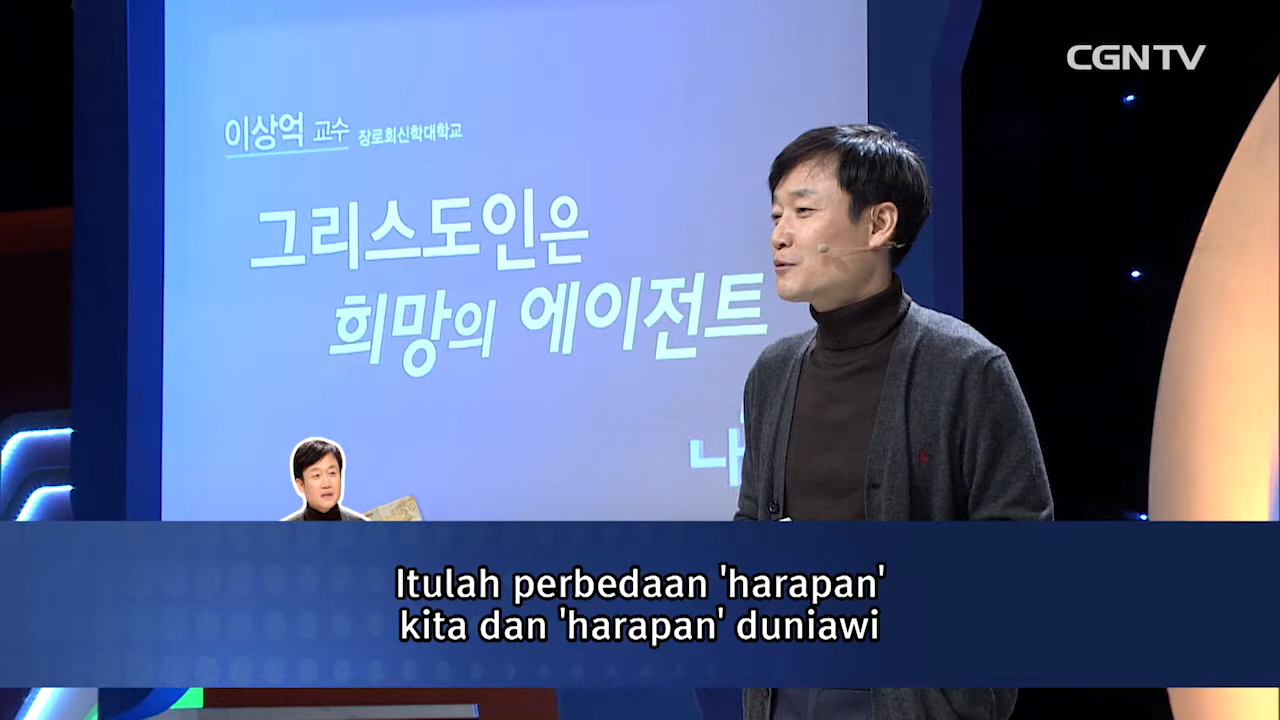 CGNTV
이상억 교수 장로회신학대학교
그리스도인은
희망의 에이전트
Itulah perbedaan 'harapan'
kita dan 'harapan' duniawi